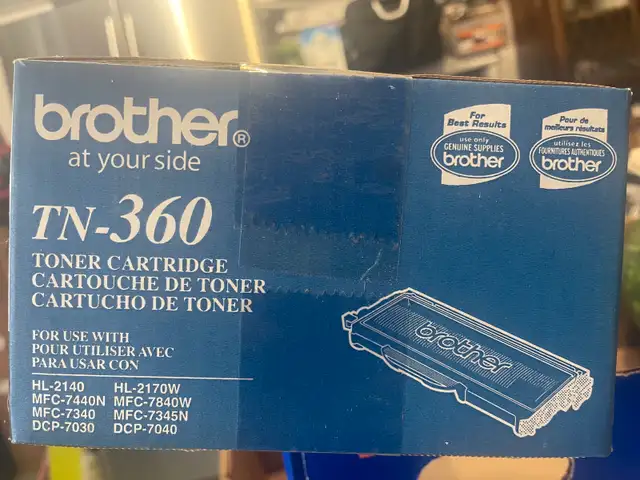 brother®
at your side
TN-360
TONER CARTRIDGE
CARTOUCHE DE TONER
CARTUCHO DE TONER
FOR USE WITH
POUR UTILISER AVEC
PARA USAR CON
HL-2140 HL-2170W
MFC-7440N MFC-7840W
MFC-7340 MFC-7345N
DCP-7030 DCP-7040
For
Best Results
use only
GENUINE SUPPLIES
brother
Pour de
meilleurs résultats
utilisez les
FOURNITURES AUTHENTIQUES
brother
brother